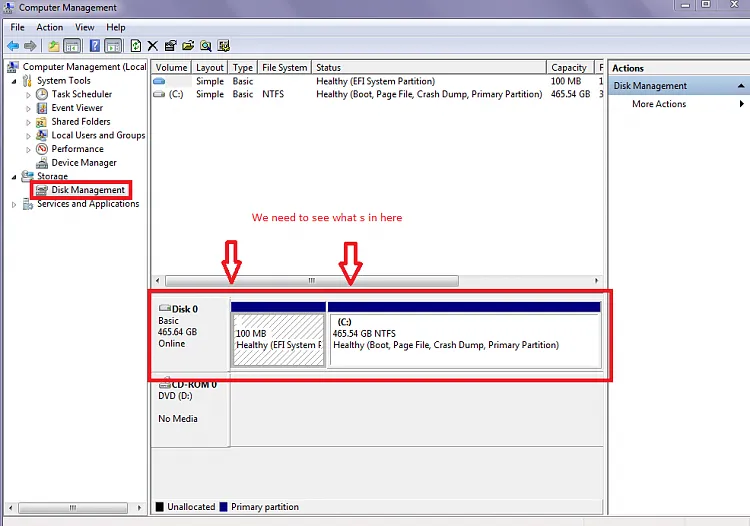 Computer Management
File Action View Help
Computer Management (Local
System Tools
Task Scheduler
Event Viewer
Shared Folders
Local Users and Groups
Performance
Device Manager
Storage
Disk Management
Services and Applications
Volume Layout Type File System Status Capacity F
Simple Basic Healthy (EFI System Partition) 100 MB 1
(C:) Simple Basic NTFS Healthy (Boot, Page File, Crash Dump, Primary Partition) 465.54 GB 3
We need to see what s in here
Disk 0
Basic
465.64 GB
Online
100 MB
Healthy (EFI System P
(C:)
465.54 GB NTFS
Healthy (Boot, Page File, Crash Dump, Primary Partition)
CD-ROM 0
DVD (D:)
No Media
Unallocated Primary partition
Actions
Disk Management
More Actions